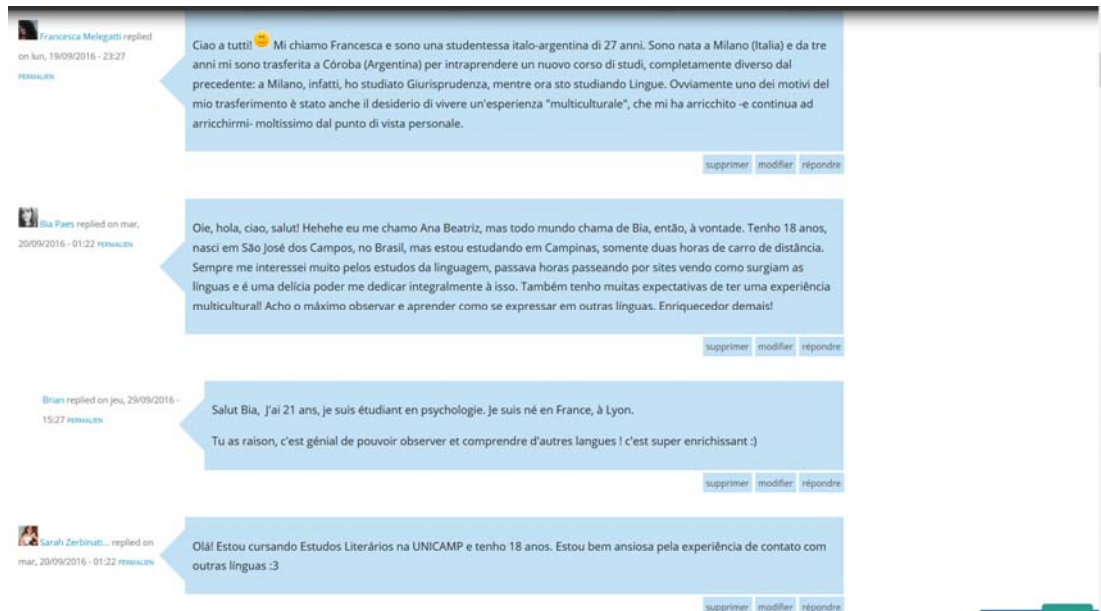 Francesca Melegatti replied
on lun, 19/09/2016 - 23:27
PERMALIEN
Ciao a tutti! Mi chiamo Francesca e sono una studentessa italo-argentina di 27 anni. Sono nata a Milano (Italia) e da tre
anni mi sono trasferita a Córoba (Argentina) per intraprendere un nuovo corso di studi, completamente diverso dal
precedente: a Milano, infatti, ho studiato Giurisprudenza, mentre ora sto studiando Lingue. Ovviamente uno dei motivi del
mio trasferimento è stato anche il desiderio di vivere un'esperienza "multiculturale", che mi ha arricchito -e continua ad
arricchirmi- moltissimo dal punto di vista personale.
supprimer modifier répondre
Bia Paes replied on mar,
20/09/2016 - 01:22 PERMALIEN
Oie, hola, ciao, salut! Hehehe eu me chamo Ana Beatriz, mas todo mundo chama de Bia, então, à vontade. Tenho 18 anos,
nasci em São José dos Campos, no Brasil, mas estou estudando em Campinas, somente duas horas de carro de distância.
Sempre me interessei muito pelos estudos da linguagem, passava horas passeando por sites vendo como surgiam as
línguas e é uma delícia poder me dedicar integralmente à isso. Também tenho muitas expectativas de ter uma experiência
multicultural! Acho o máximo observar e aprender como se expressar em outras línguas. Enriquecedor demais!
supprimer modifier répondre
Brian replied on jeu, 29/09/2016 -
15:27 PERMALIEN
Salut Bia, J'ai 21 ans, je suis étudiant en psychologie. Je suis né en France, à Lyon.
Tu as raison, c'est génial de pouvoir observer et comprendre d'autres langues ! c'est super enrichissant :)
supprimer modifier répondre
Sarah Zerbinati... replied on
mar, 20/09/2016 - 01:22 PERMALIEN
Olá! Estou cursando Estudos Literários na UNICAMP e tenho 18 anos. Estou bem ansiosa pela experiência de contato com
outras línguas :3
supprimer modifier répondre